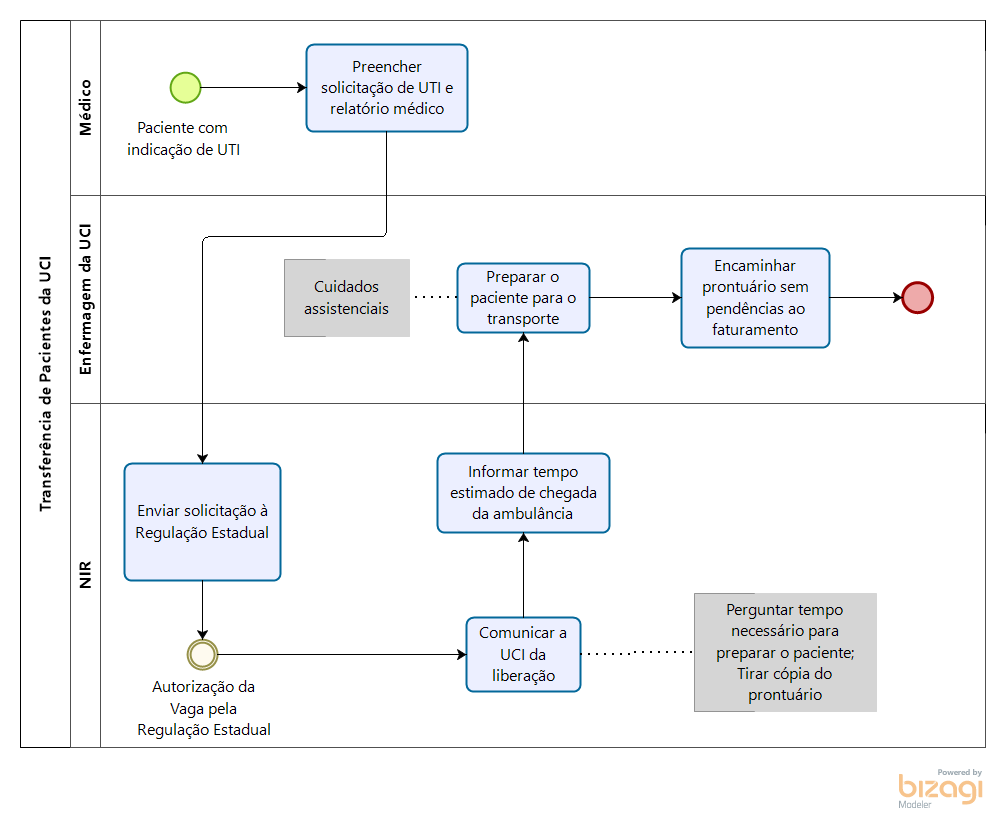 Transferência de Pacientes da UCI
Médico
Paciente com
indicação de UTI
Preencher
solicitação de UTI e
relatório médico
Enfermagem da UCI
Cuidados
assistenciais
Preparar o
paciente para o
transporte
Encaminhar
prontuário sem
pendências ao
faturamento
NIR
Enviar solicitação à
Regulação Estadual
Informar tempo
estimado de chegada
da ambulância
Autorização da
Vaga pela
Regulação Estadual
Comunicar a
UCI da
liberação
Perguntar tempo
necessário para
preparar o paciente;
Tirar cópia do
prontuário
Powered by
bizagi
Modeler